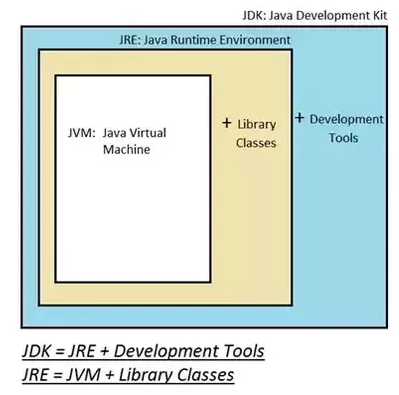 JDK: Java Development Kit
JRE: Java Runtime Environment
JVM: Java Virtual
Machine
+ Library
Classes
+ Development
Tools
JDK = JRE + Development Tools
JRE = JVM + Library Classes